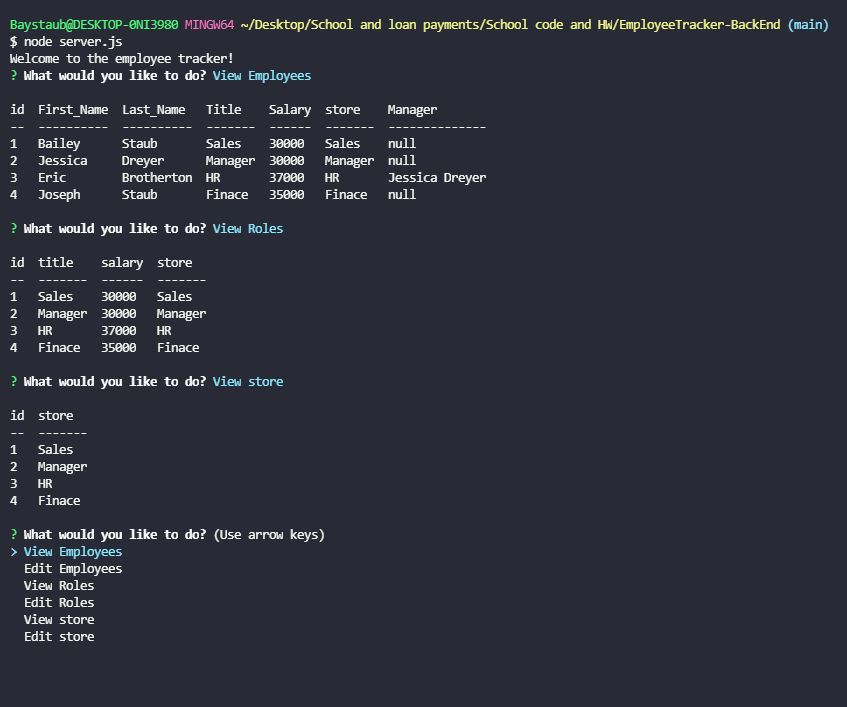 Baystaub@DESKTOP-0NI3980 MINGW64 ~/Desktop/School and loan payments/School code and HW/EmployeeTracker-BackEnd (main)
$ node server.js
Welcome to the employee tracker!
? What would you like to do? View Employees
id  First_Name  Last_Name   Title    Salary  store    Manager
--  ----------  ----------  -------  ------  -------  --------------
1   Bailey      Staub       Sales    30000   Sales    null
2   Jessica     Dreyer      Manager  30000   Manager  null
3   Eric        Brotherton  HR       37000   HR       Jessica Dreyer
4   Joseph      Staub       Finace   35000   Finace   null
? What would you like to do? View Roles
id  title    salary  store
--  -------  ------  -------
1   Sales    30000   Sales
2   Manager  30000   Manager
3   HR       37000   HR
4   Finace   35000   Finace
? What would you like to do? View store
id  store
--  -------
1   Sales
2   Manager
3   HR
4   Finace
? What would you like to do? (Use arrow keys)
> View Employees
  Edit Employees
  View Roles
  Edit Roles
  View store
  Edit store